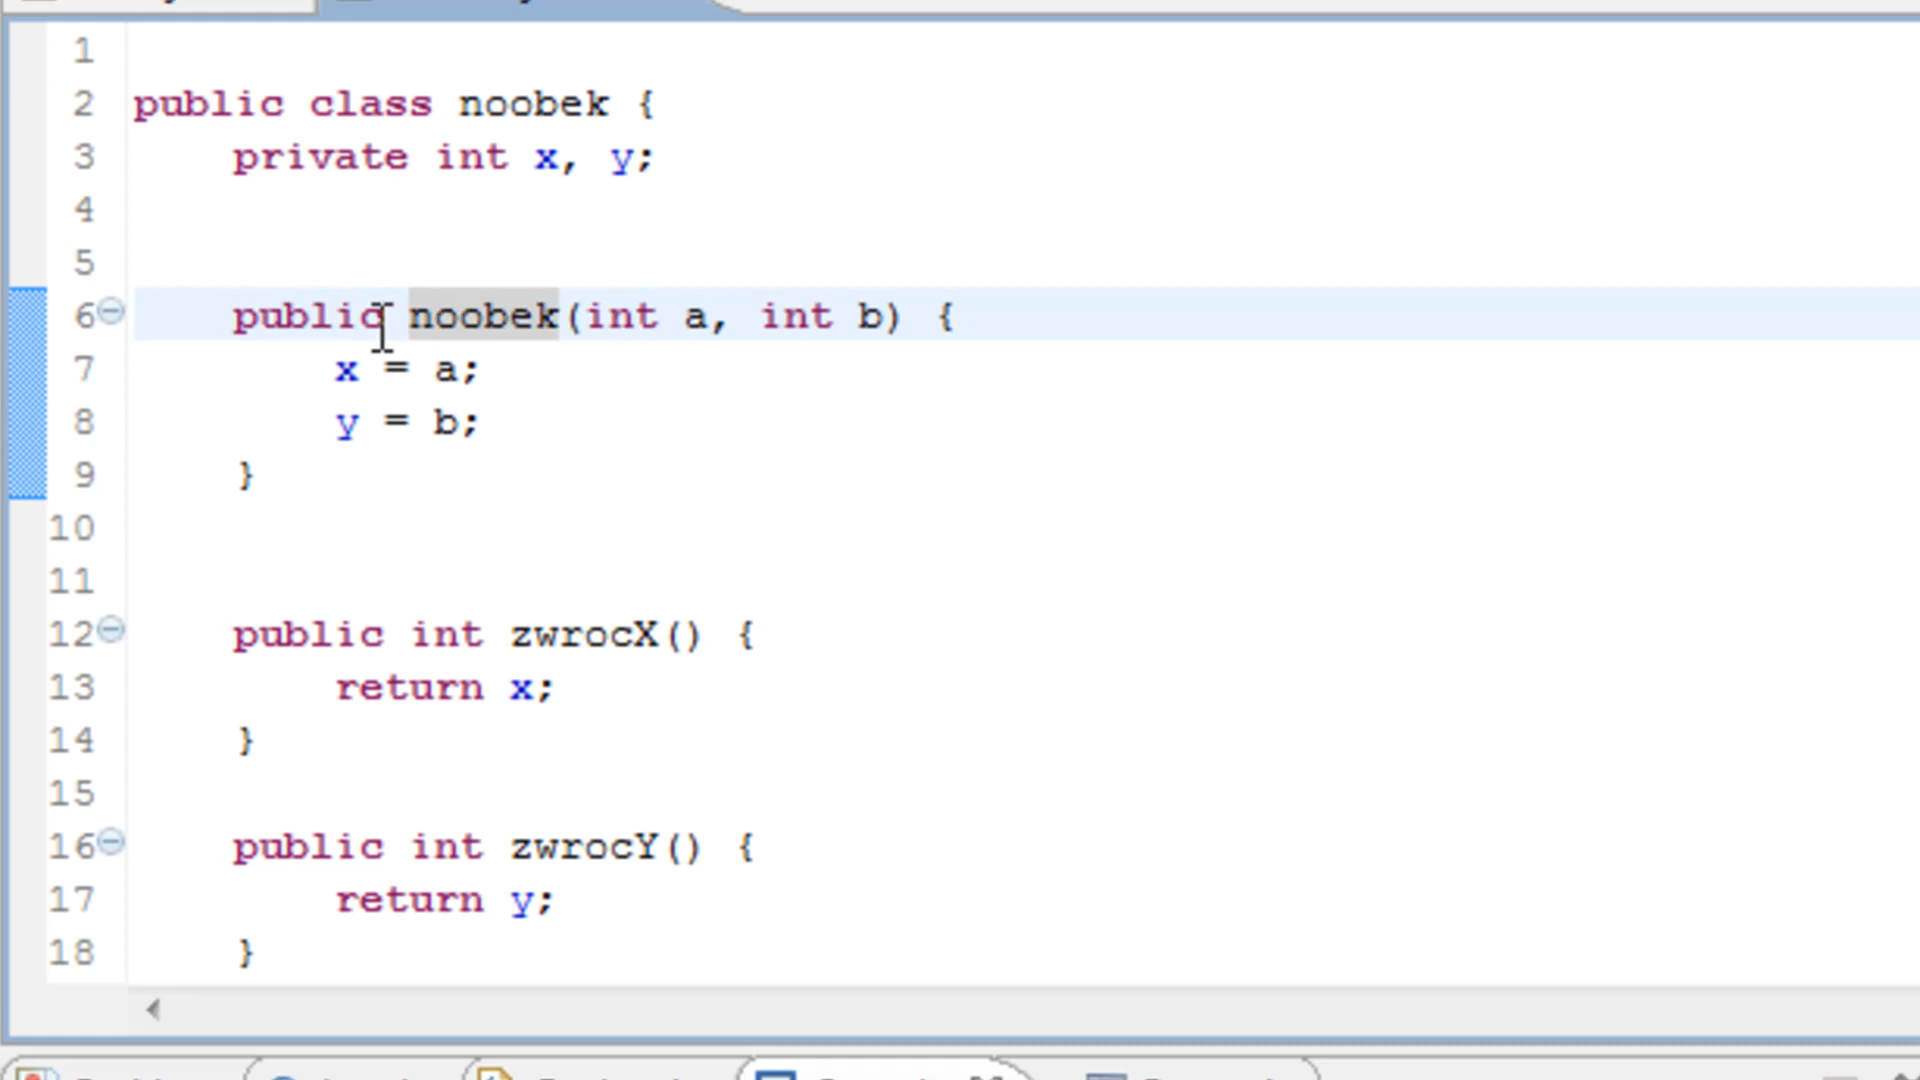 1
2 public class noobek {
3 private int x, y;
4
5
6 public noobek(int a, int b) {
7 x = a;
8 y = b;
9 }
10
11
12 public int zwrocX() {
13 return x;
14 }
15
16 public int zwrocY() {
17 return y;
18 }